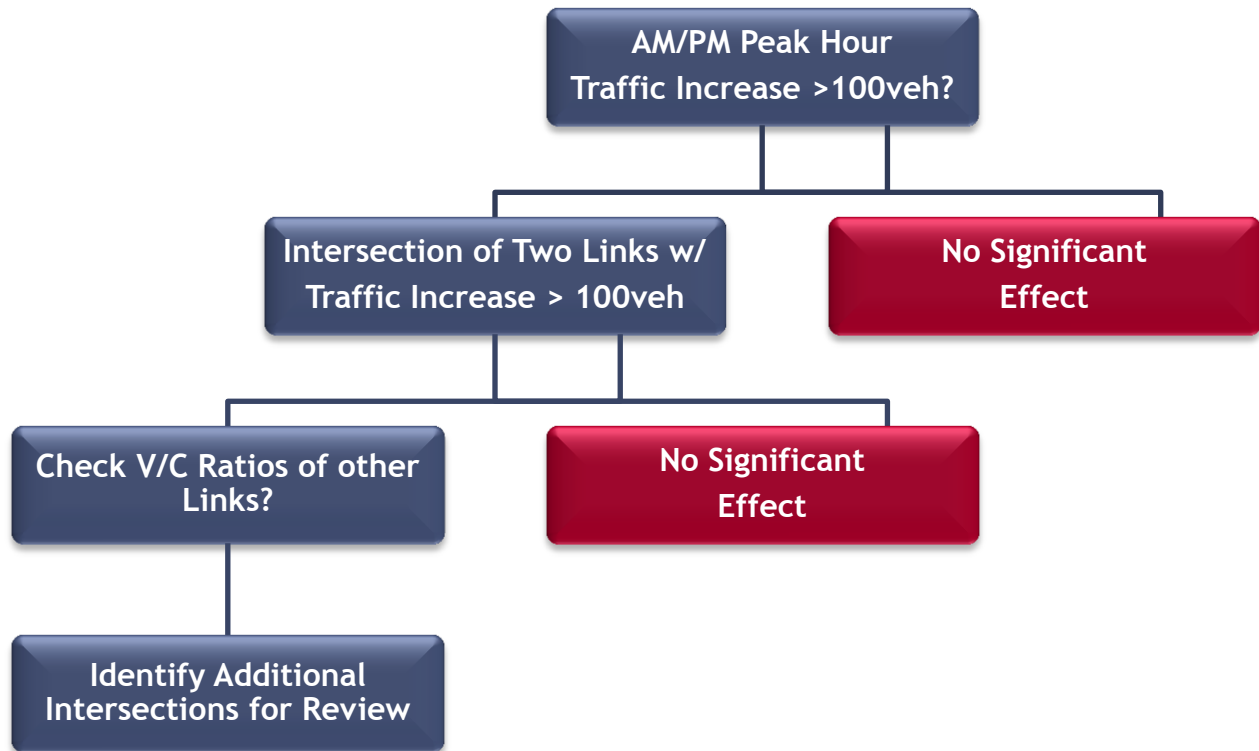 AM/PM Peak Hour
Traffic Increase >100veh?
Intersection of Two Links w/
Traffic Increase > 100veh
No Significant
Effect
Check V/C Ratios of other
Links?
No Significant
Effect
Identify Additional
Intersections for Review